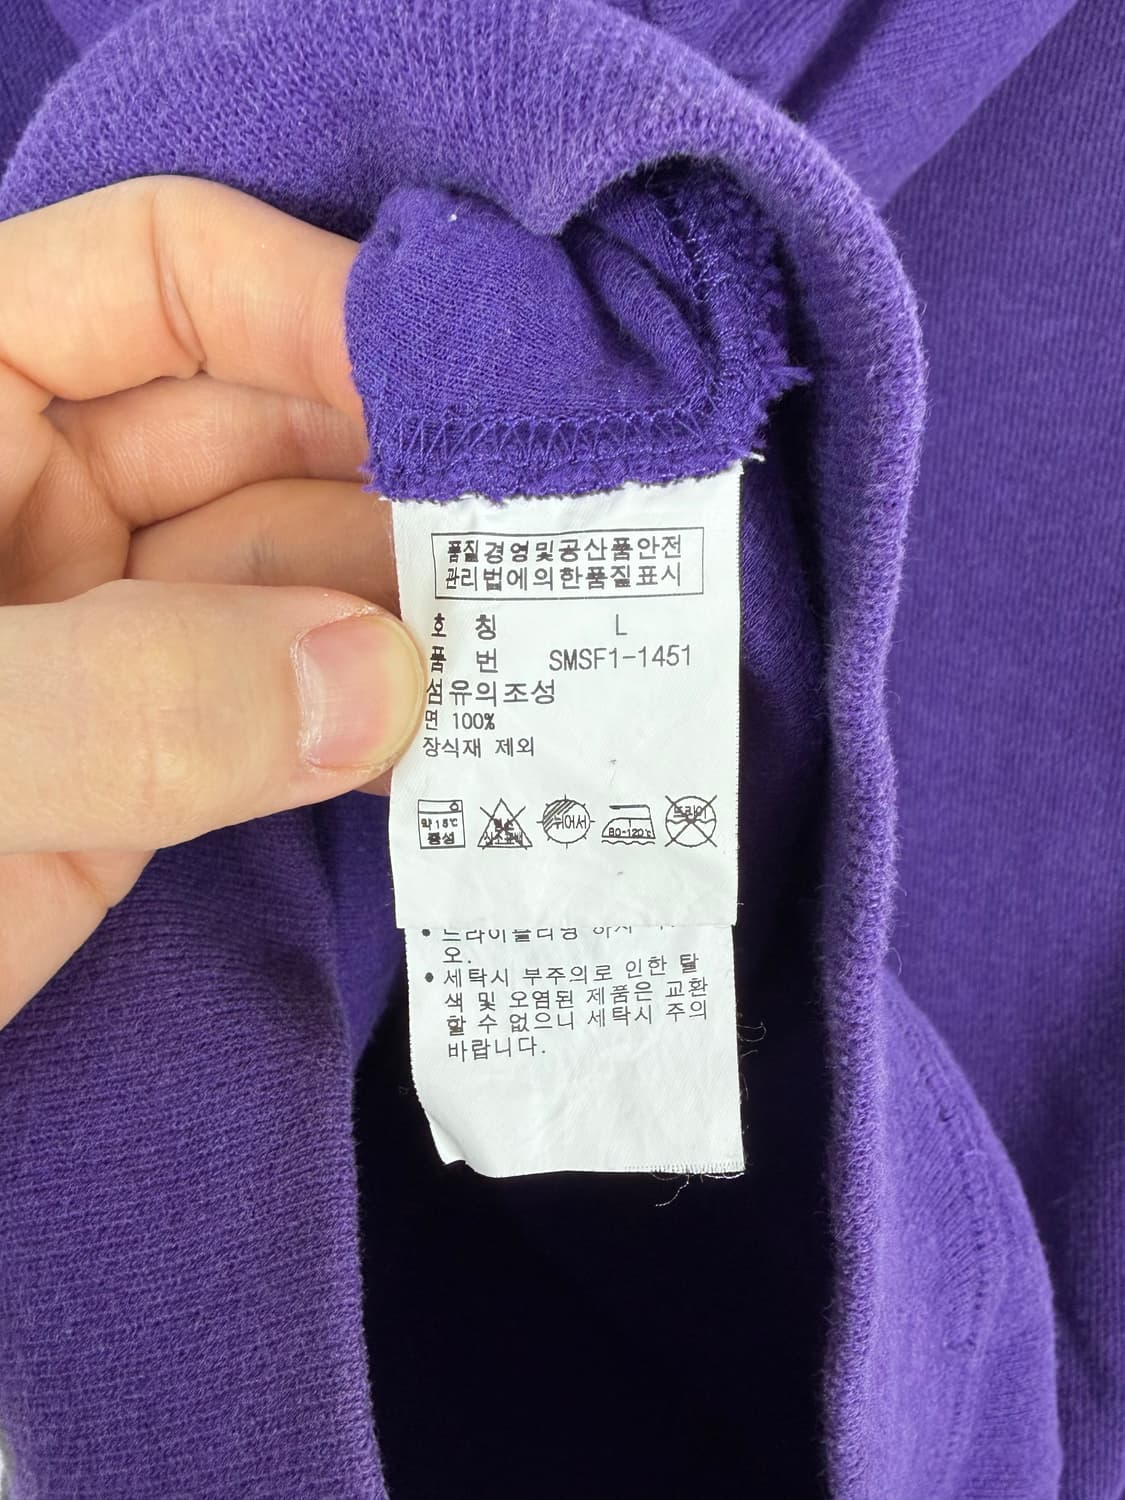 품질경영및공산품안전
관리법에의한품질표시
호 칭 L
품 번 SMSF1-1451
섬유의조성
면 100%
장식재 제외
약 15℃
중성
뉘어서
80-120℃
드라이
오.
● 세탁시 부주의로 인한 탈
색 및 오염된 제품은 교환
할 수 없으니 세탁시 주의
바랍니다.